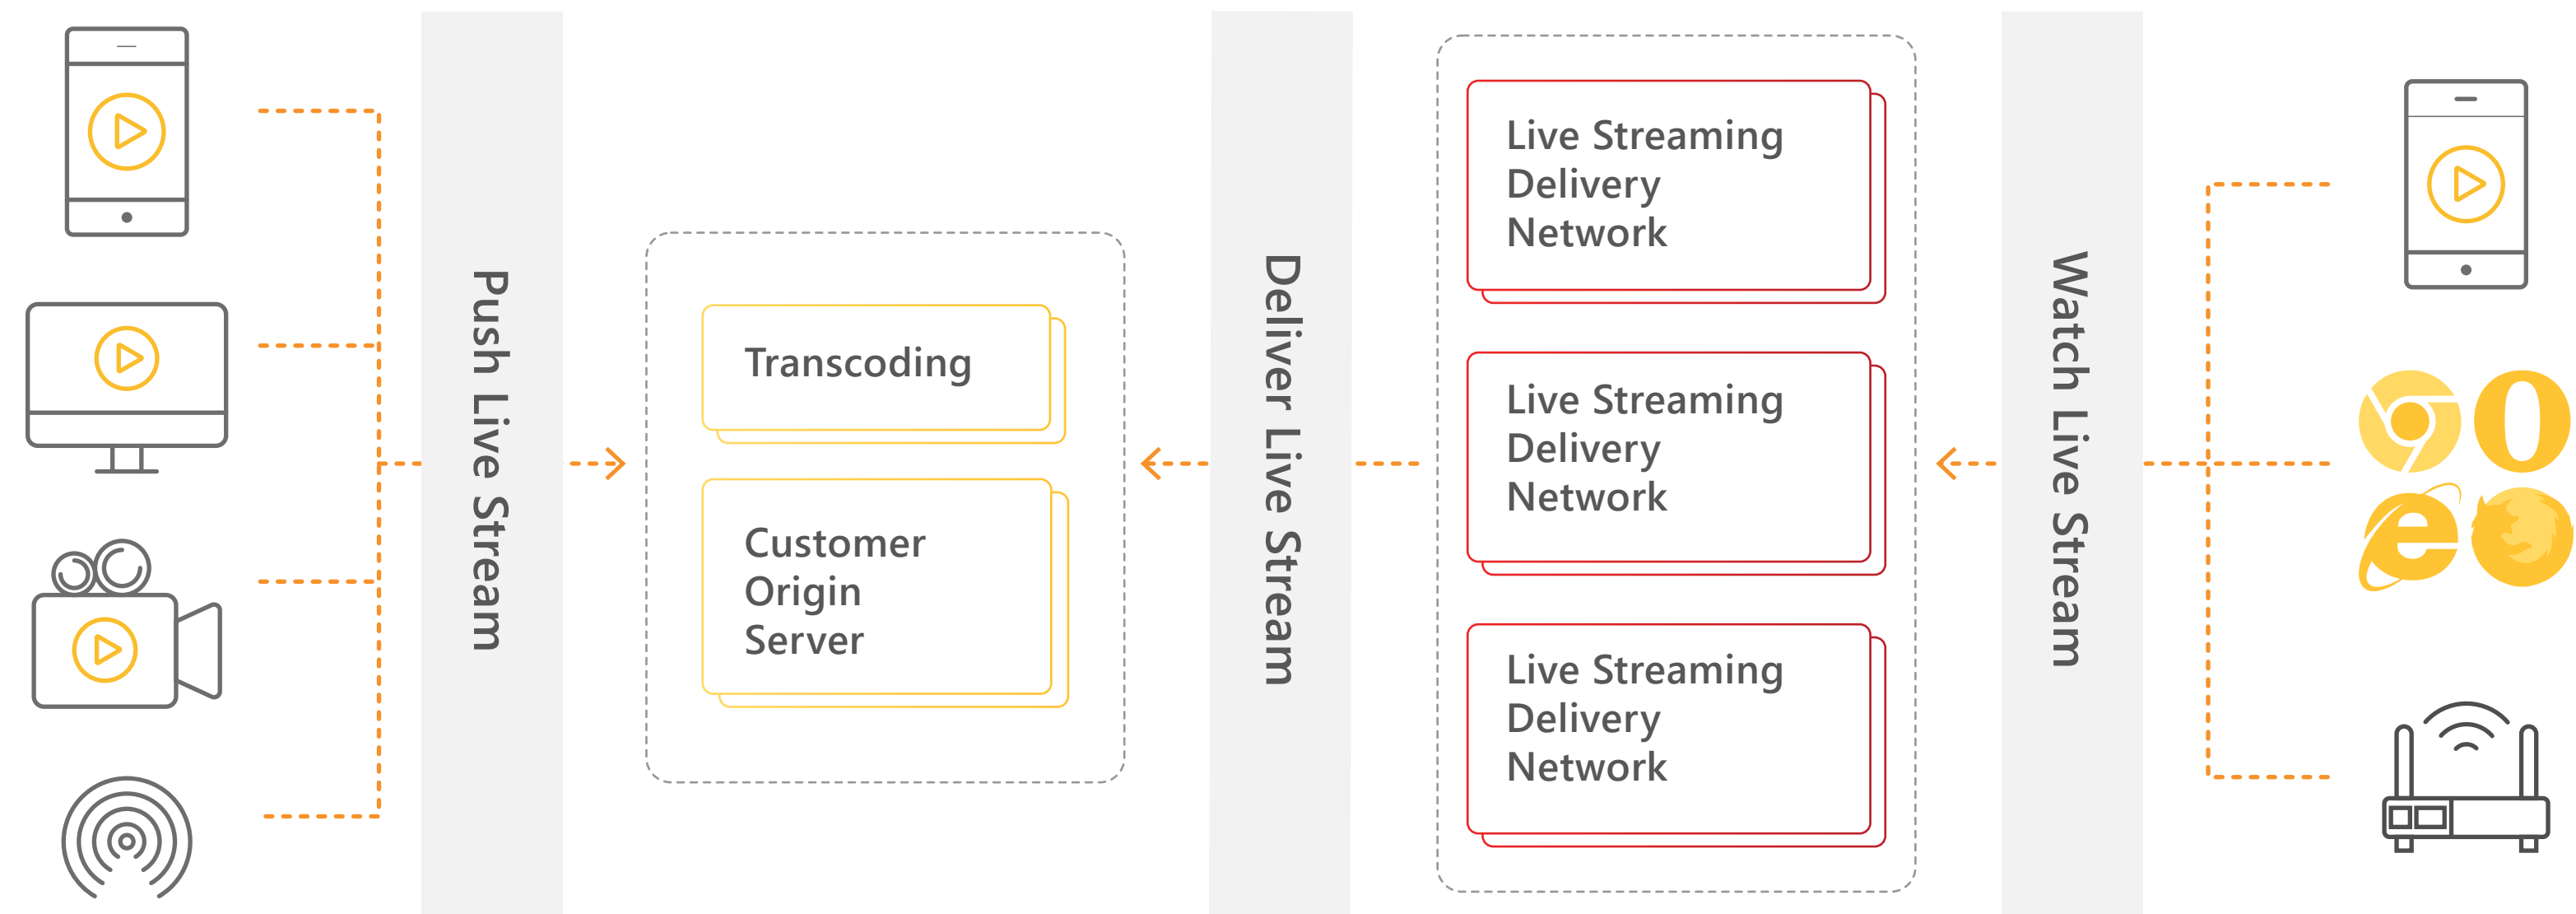 Push Live Stream
Transcoding
Customer
Origin
Server
Deliver Live Stream
Live Streaming
Delivery
Network
Live Streaming
Delivery
Network
Live Streaming
Delivery
Network
Watch Live Stream